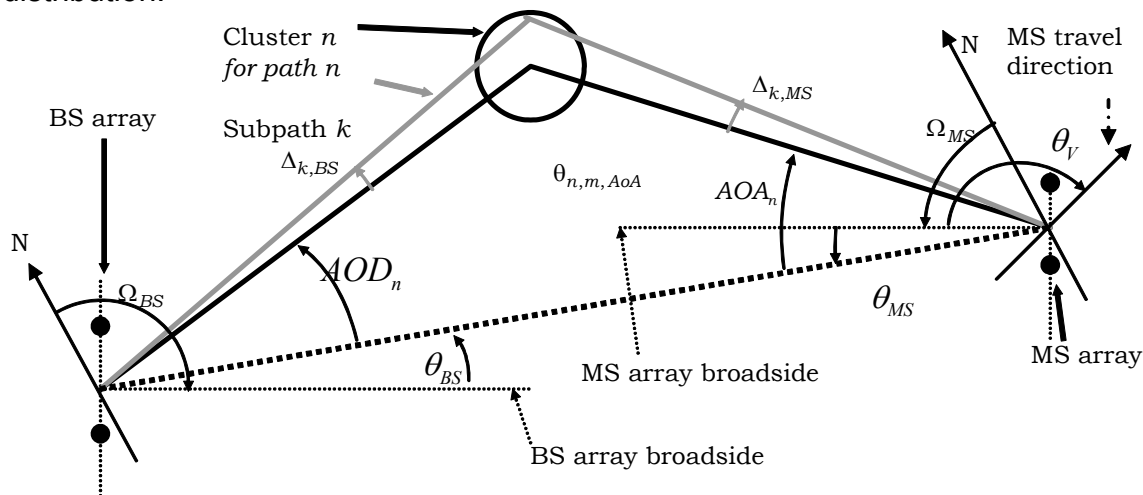 distribution.
Cluster n
for path n
N
MS travel
direction
BS array
Subpath k
Δk,MS
ΩMS
θV
Δk,BS
θn,m,AoA
AOAn
N
ΩBS
AODn
θMS
θBS
MS array broadside
MS array
BS array broadside